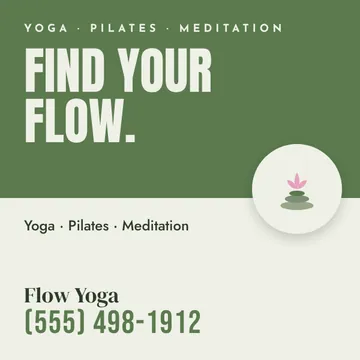 YOGA · PILATES · MEDITATION
FIND YOUR
FLOW.
Yoga · Pilates · Meditation
Flow Yoga
(555) 498-1912